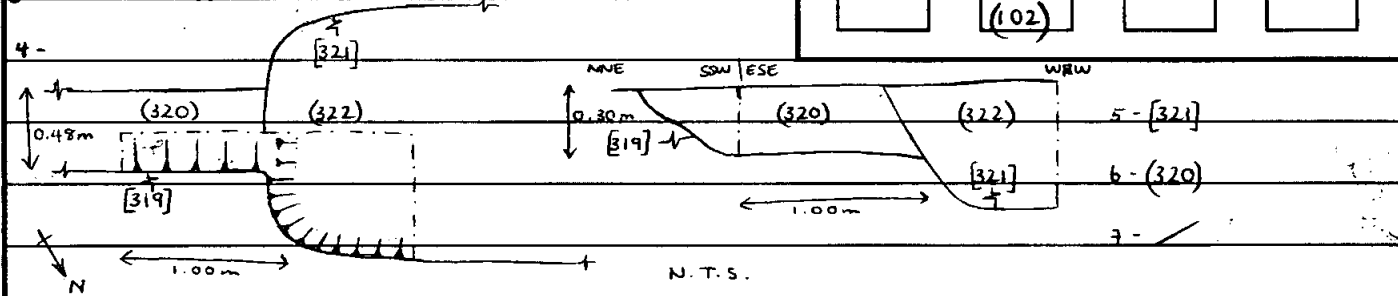 (102)
4 -
[321]
NNE SSW ESE WNW
(320) (322) 0.30m (320) (322) 5 - [321]
0.48m
[319]
[319] [321] 6 - (320)
1.00m
7 -
1.00m
N
N.T.S.